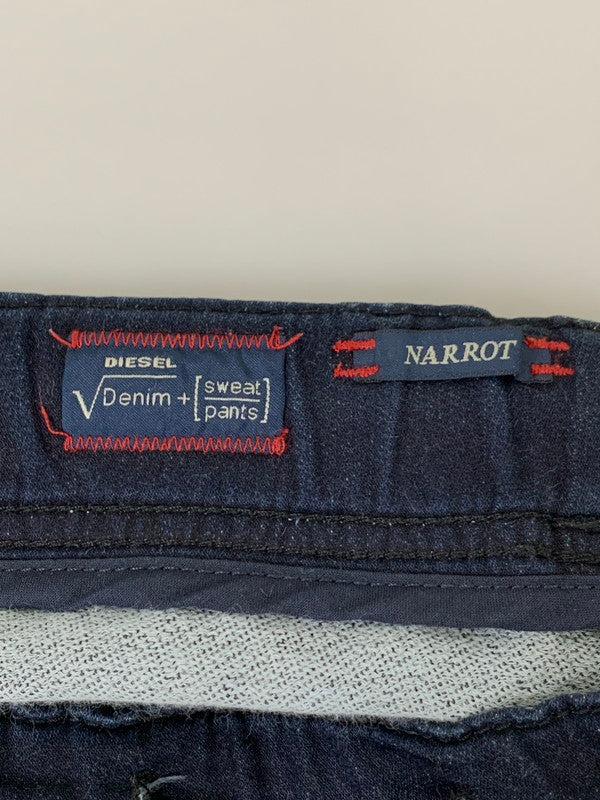 DIESEL
√Denim + [sweat
pants]
NARROT